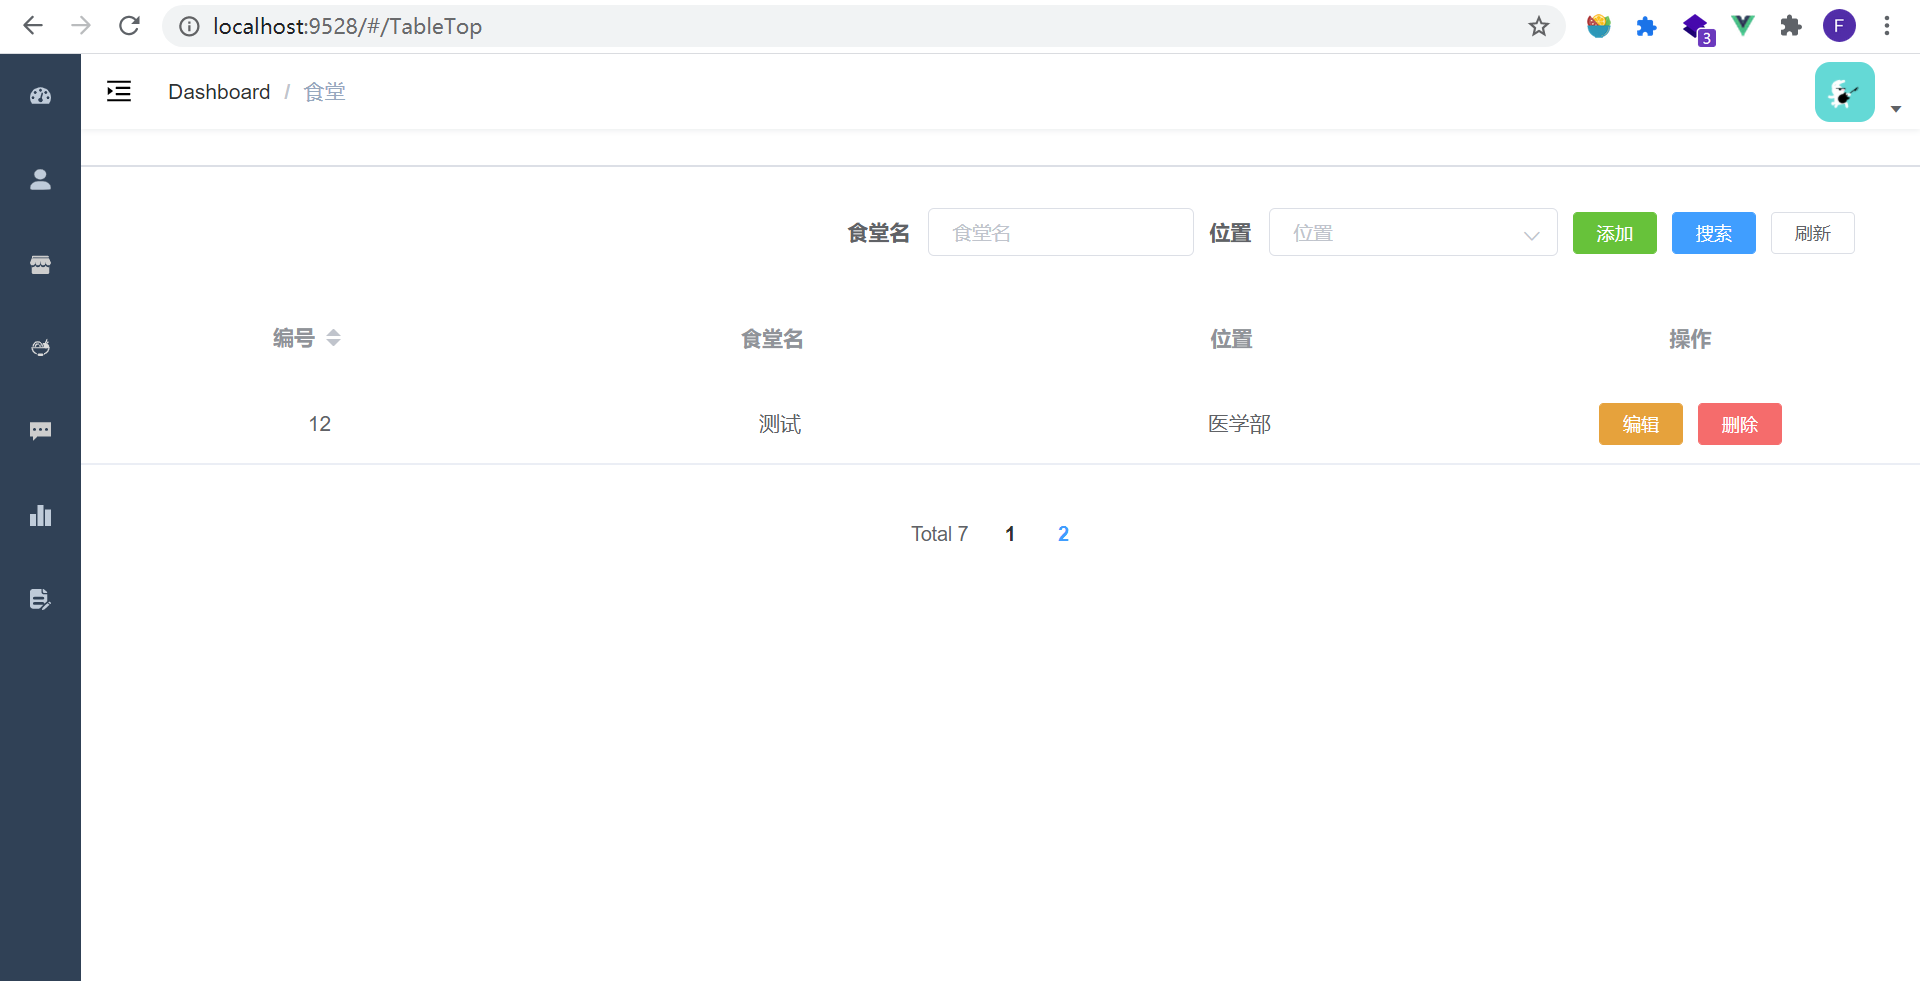 localhost:9528/#/TableTop
3
F
Dashboard / 食堂
食堂名 食堂名 位置 位置 添加 搜索 刷新
编号 食堂名 位置 操作
12 测试 医学部 编辑 删除
Total 7 1 2